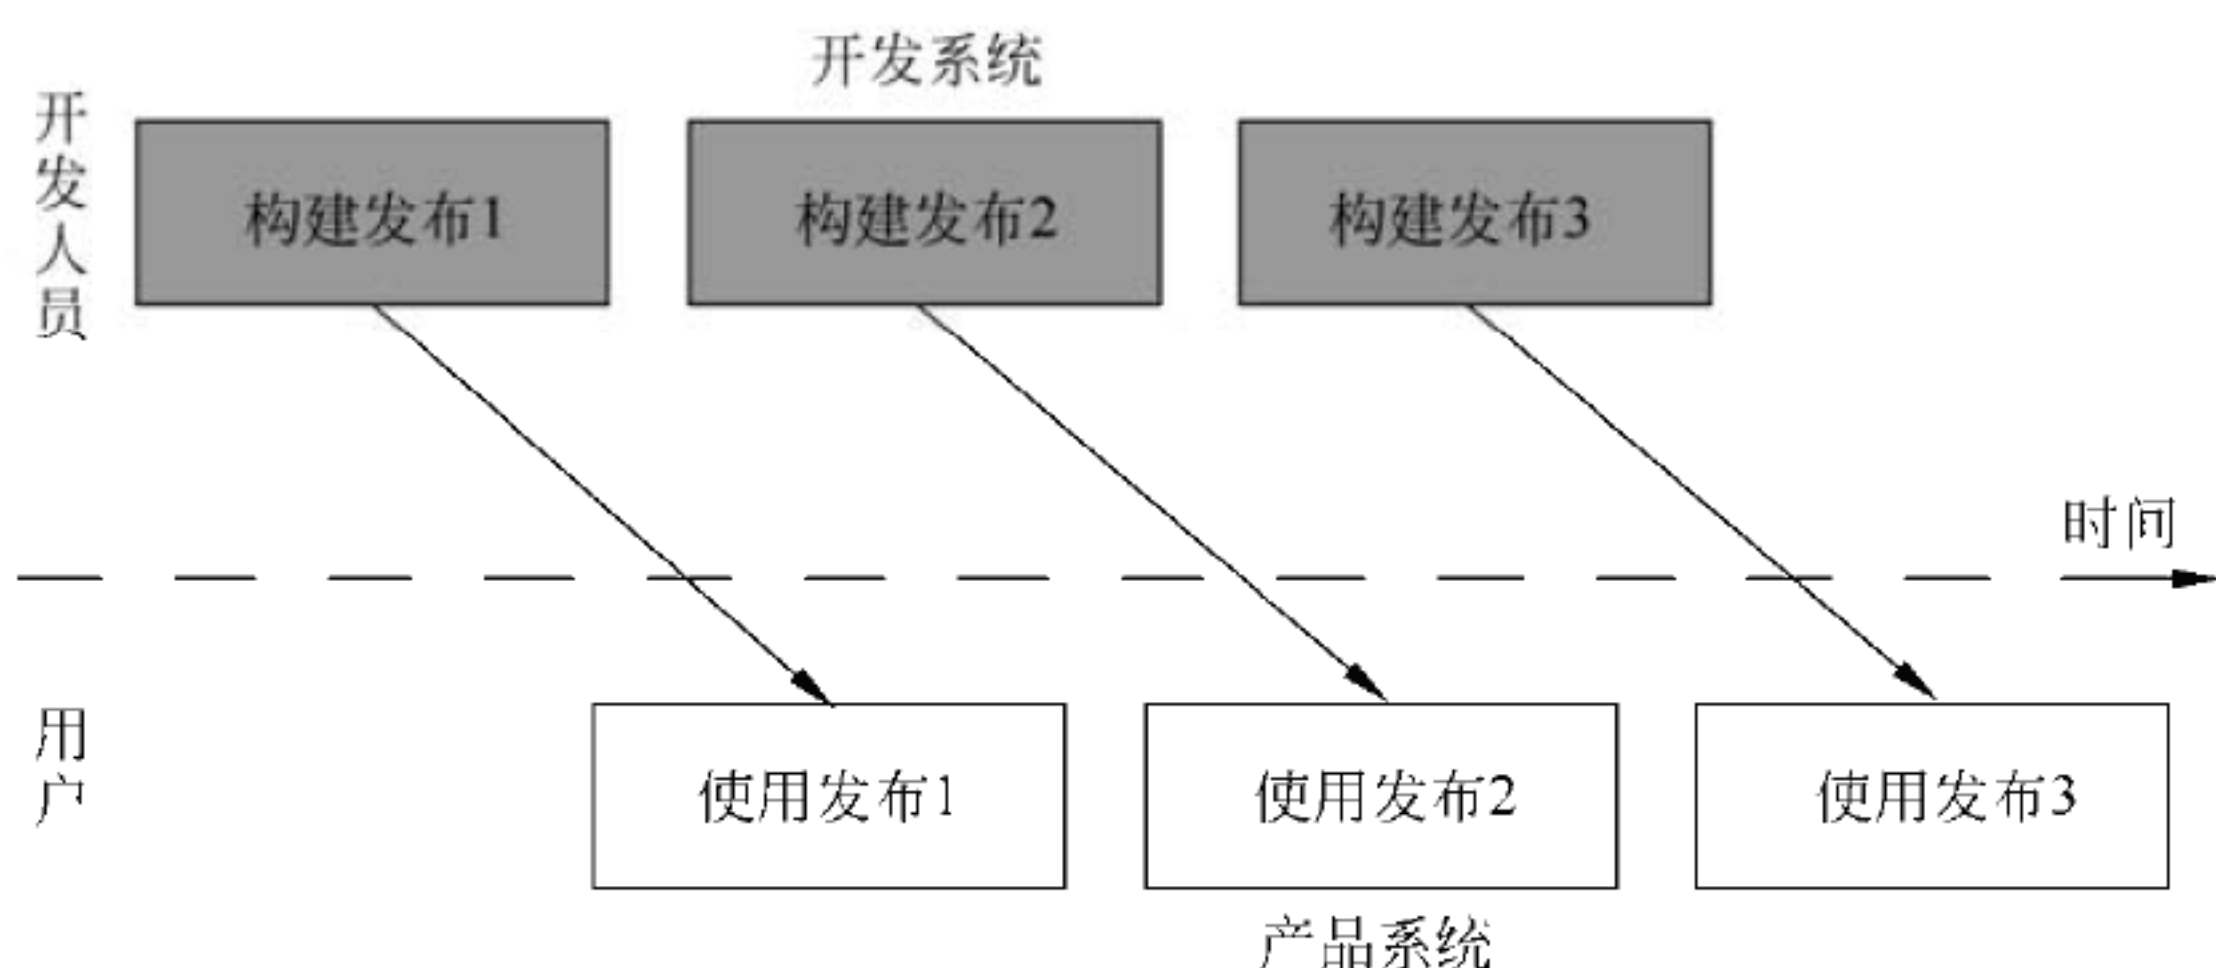 开发系统
开发人员
构建发布1
构建发布2
构建发布3
时间
用户
使用发布1
使用发布2
使用发布3
产品系统